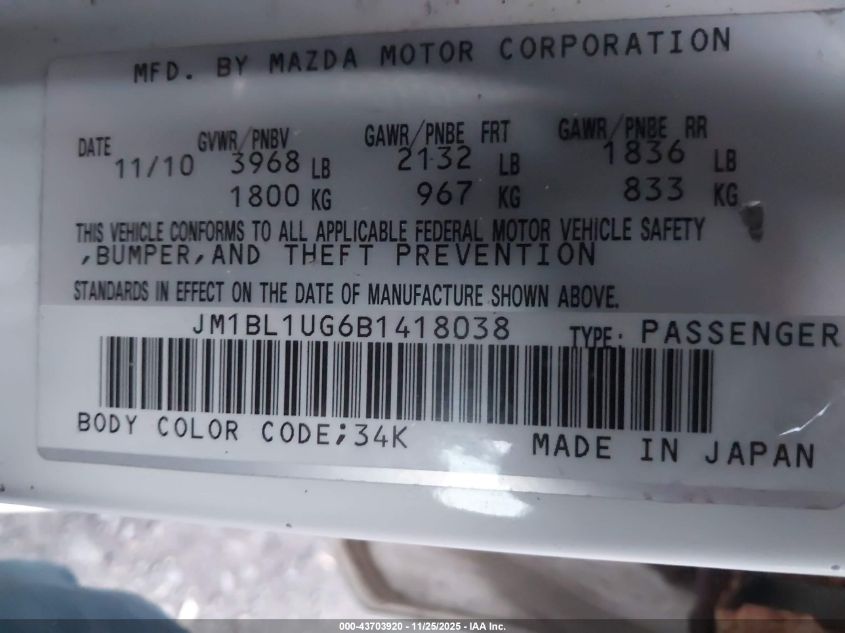 MFD. BY MAZDA MOTOR CORPORATION
DATE GVWR/PNBV GAWR/PNBE FRT GAWR/PNBE RR
11/10 3968 LB 2132 LB 1836 LB
1800 KG 967 KG 833 KG
THIS VEHICLE CONFORMS TO ALL APPLICABLE FEDERAL MOTOR VEHICLE SAFETY
,BUMPER,AND THEFT PREVENTION
STANDARDS IN EFFECT ON THE DATE OF MANUFACTURE SHOWN ABOVE.
JM1BL1UG6B1418038 TYPE: PASSENGER
BODY COLOR CODE;34K MADE IN JAPAN
000-43703920 - 11/25/2025 - IAA Inc.